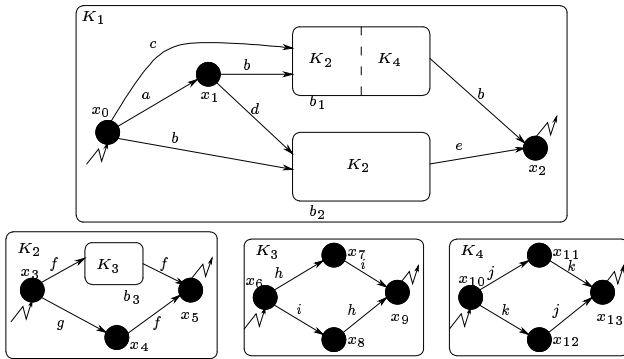 K1
c
K2 K4
b
b
a
x1
b1
x0
d
b
K2
e
x2
b2
K2
x3
f
K3
f
b3
x5
g
f
x4
K3
x7
x6
h
i
x9
i
h
x8
K4
x11
x10
j
k
x13
k
j
x12